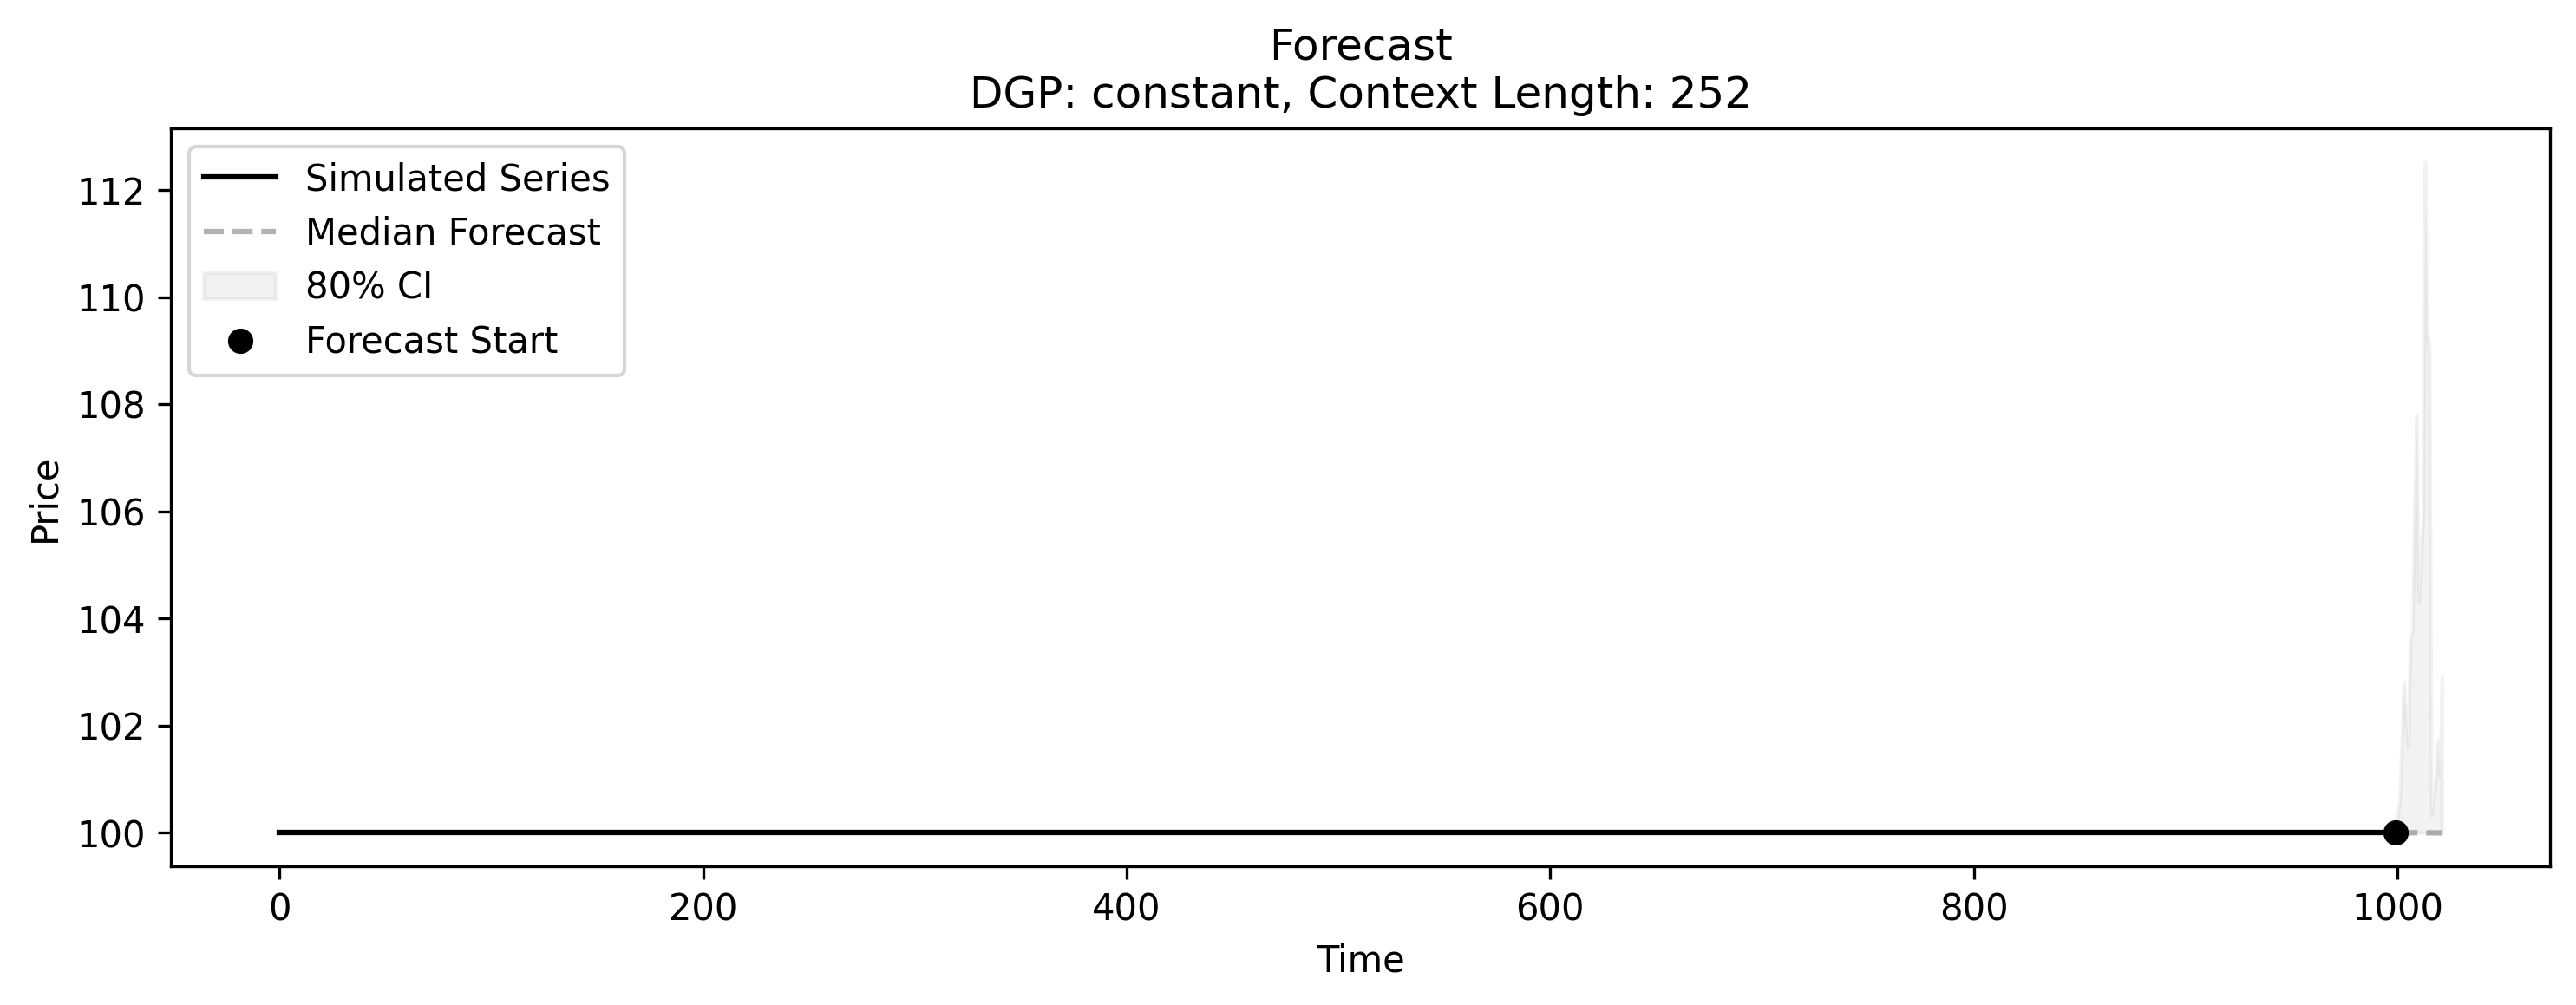 Forecast
DGP: constant, Context Length: 252
Simulated Series
Median Forecast
80% CI
Forecast Start
112
110
108
106
104
102
100
Price
0
200
400
600
800
1000
Time